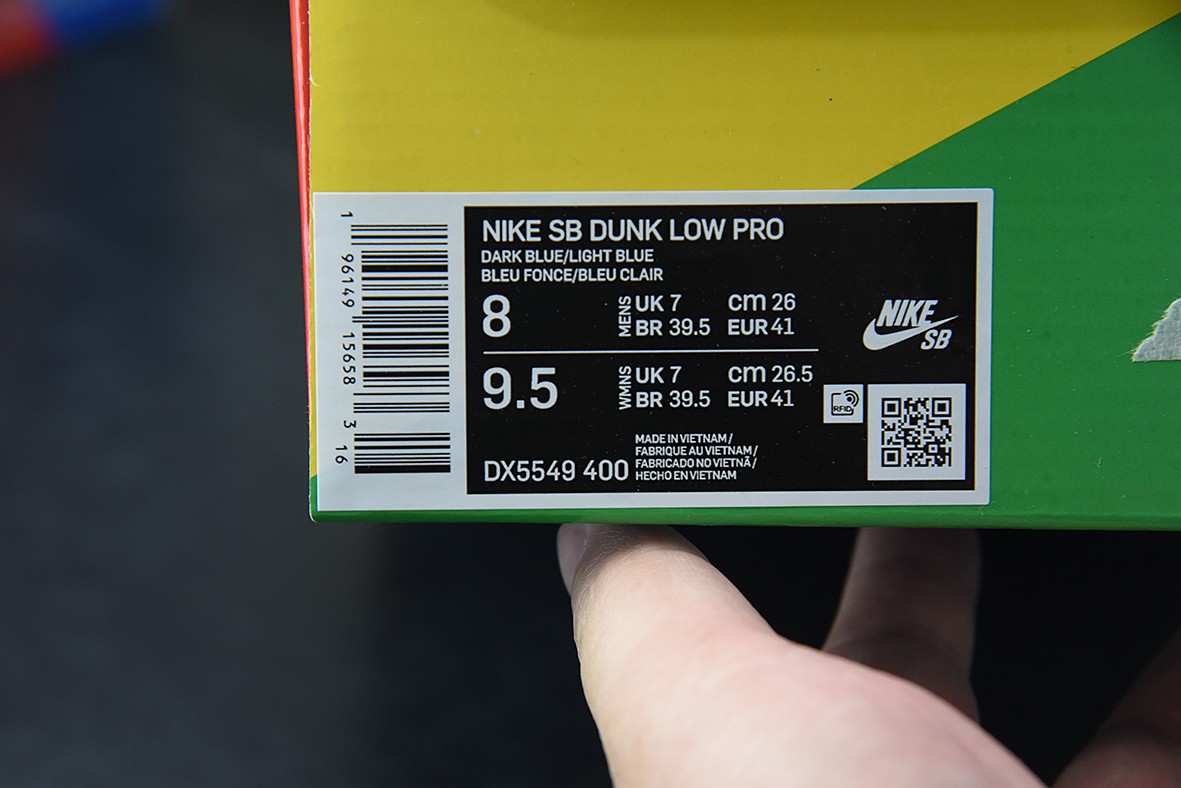 1
96149 15658
3
16
NIKE SB DUNK LOW PRO
DARK BLUE/LIGHT BLUE
BLEU FONCE/BLEU CLAIR
8 MENS UK 7 cm 26
BR 39.5 EUR 41
9.5 WMNS UK 7 cm 26.5
BR 39.5 EUR 41
NIKE
SB
RFID
MADE IN VIETNAM/
FABRIQUE AU VIETNAM/
FABRICADO NO VIETNÃ/
HECHO EN VIETNAM
DX5549 400